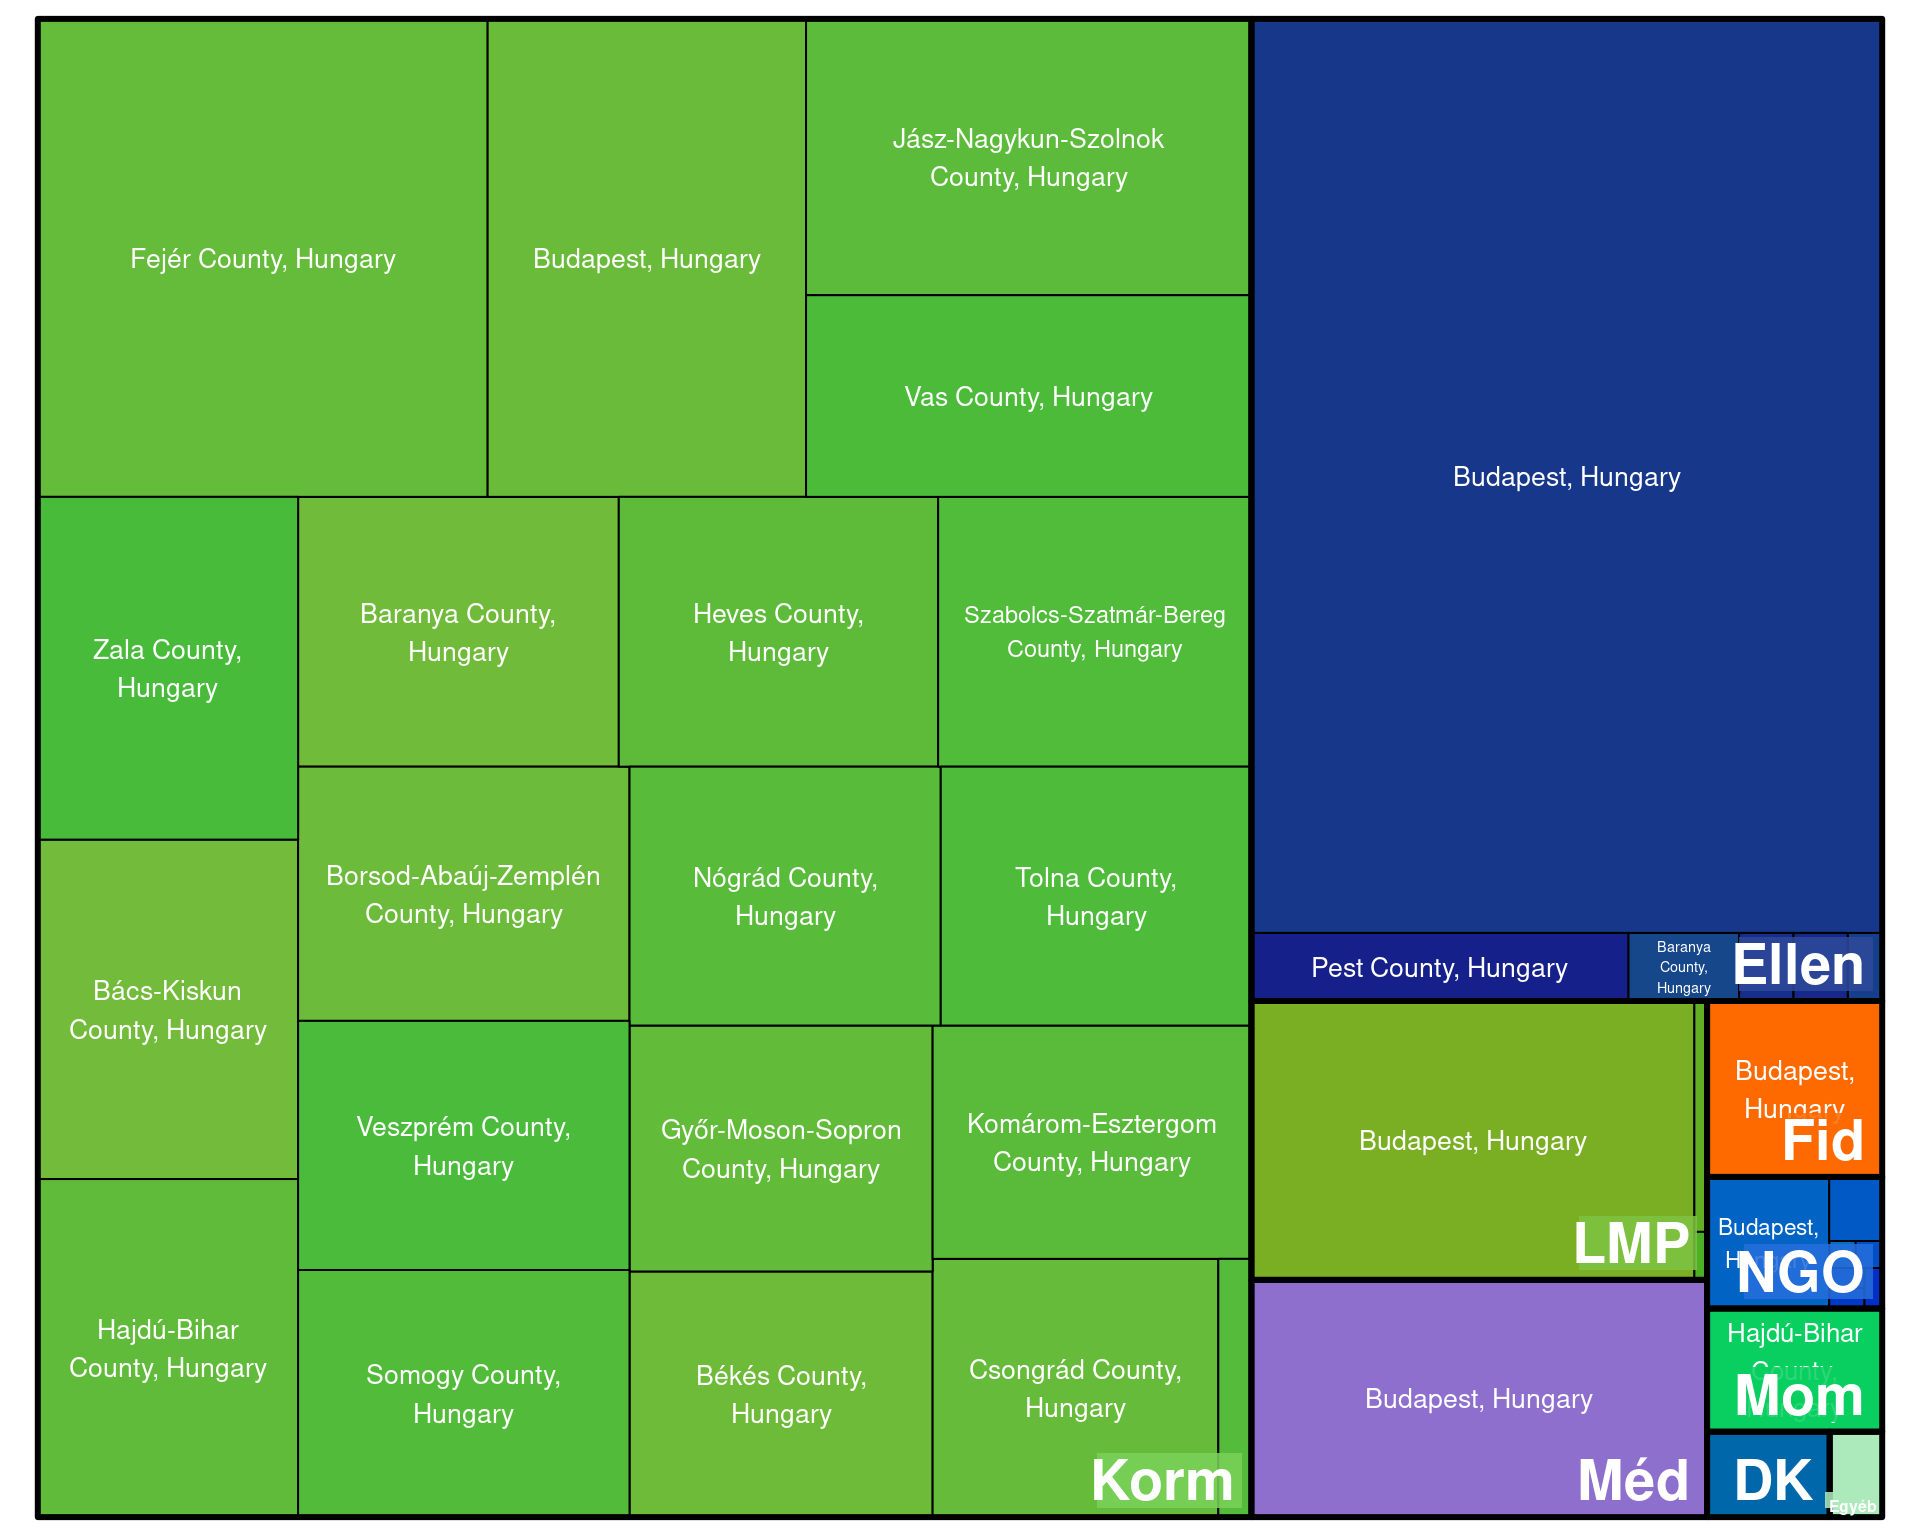 Fejér County, Hungary
Budapest, Hungary
Jász-Nagykun-Szolnok
County, Hungary
Vas County, Hungary
Zala County,
Hungary
Baranya County,
Hungary
Heves County,
Hungary
Szabolcs-Szatmár-Bereg
County, Hungary
Bács-Kiskun
County, Hungary
Borsod-Abaúj-Zemplén
County, Hungary
Nógrád County,
Hungary
Tolna County,
Hungary
Hajdú-Bihar
County, Hungary
Veszprém County,
Hungary
Győr-Moson-Sopron
County, Hungary
Komárom-Esztergom
County, Hungary
Somogy County,
Hungary
Békés County,
Hungary
Csongrád County,
Hungary
Korm
Budapest, Hungary
Pest County, Hungary
Baranya
County,
Hungary
Ellen
Budapest, Hungary
LMP
Budapest, Hungary
Méd
Budapest,
Hungary
Fid
Budapest,
Hungary
NGO
Hajdú-Bihar
County,
Hungary
Mom
DK
Egyéb